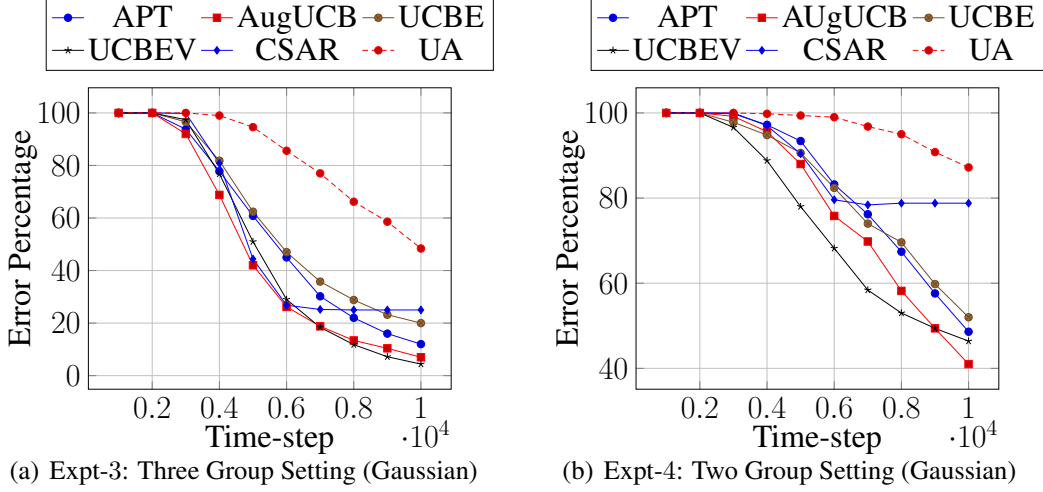 APT AugUCB UCBE
UCBEV CSAR UA
Error Percentage
100
80
60
40
20
0
0.2 0.4 0.6 0.8 1
Time-step ·10^4
(a) Expt-3: Three Group Setting (Gaussian)
APT AUgUCB UCBE
UCBEV CSAR UA
Error Percentage
100
80
60
40
0.2 0.4 0.6 0.8 1
Time-step ·10^4
(b) Expt-4: Two Group Setting (Gaussian)